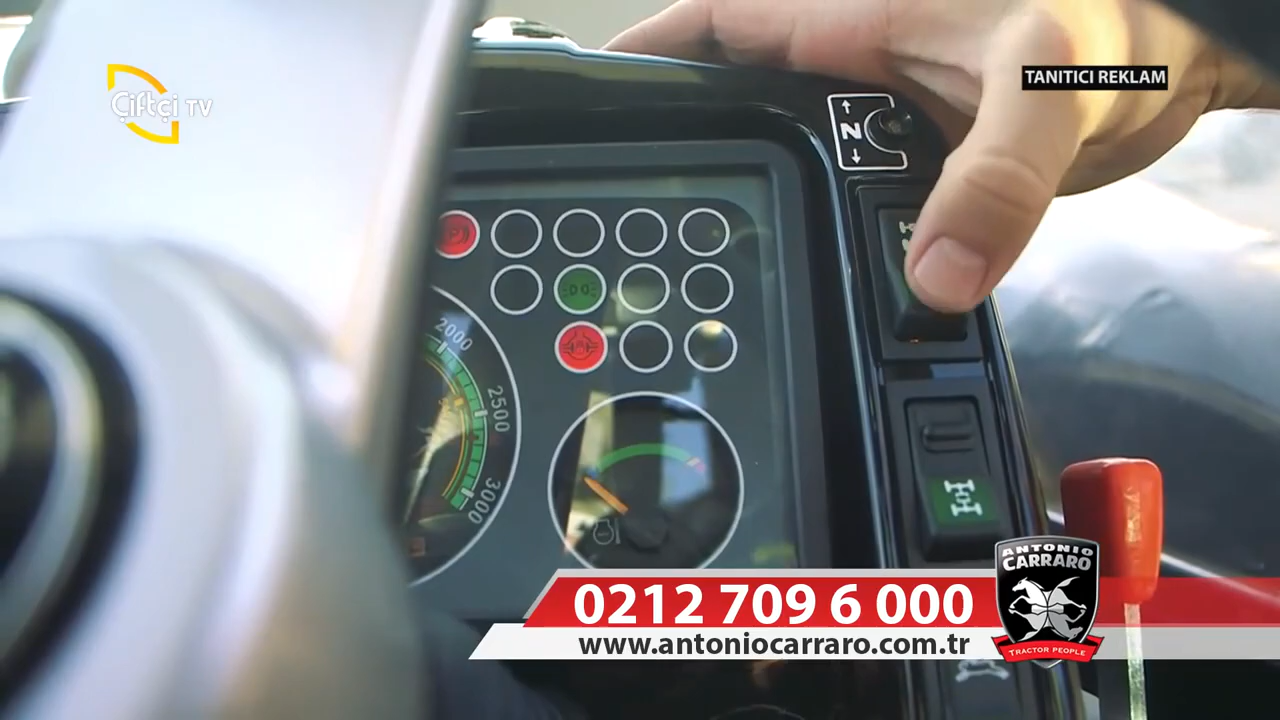 TANITICI REKLAM
Çiftçi TV
N
P
2000
2500
3000
0212 709 6 000
www.antoniocarraro.com.tr
ANTONIO
CARRARO
TRACTOR PEOPLE